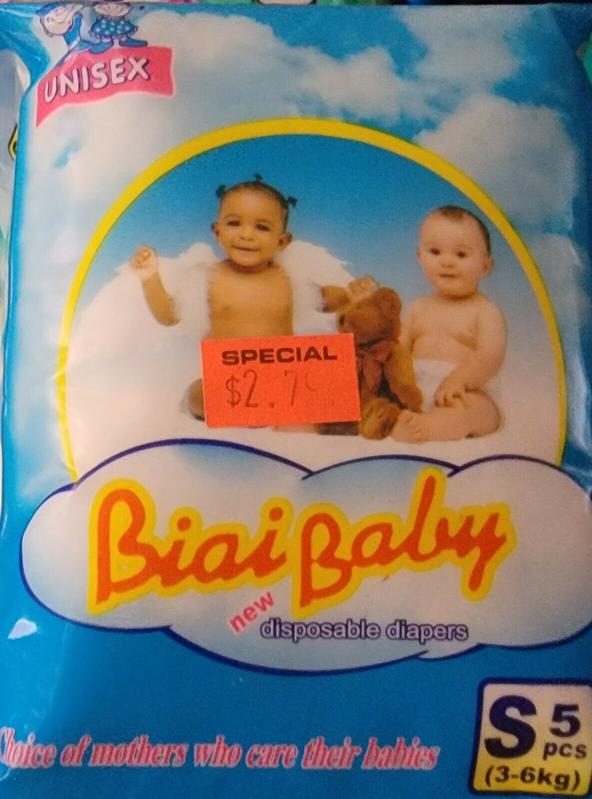 UNISEX
SPECIAL
Biai Baby
new
disposable diapers
S 5
pcs
(3-6kg)
Choice of mothers who care their babies